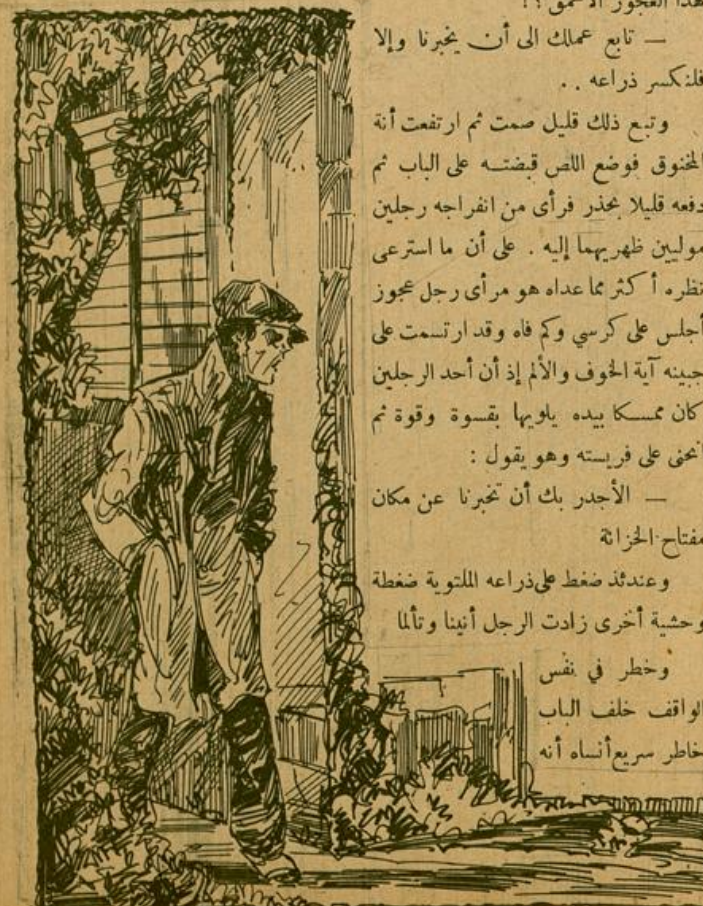 هذا العجوز الأحمق ؟!
— تابع عملك الى أن يخبرنا وإلا
فلنكسر ذراعه . .
وتبع ذلك قليل صمت ثم ارتفعت أنة
المخنوق فوضع اللص قبضته على الباب ثم
دفعه قليلا بحذر فرأى من انفراجه رجلين
موليين ظهريهما إليه . على أن ما استرعى
نظره أكثر مما عداه هو مرأى رجل عجوز
أجلس على كرسي وكم فاه وقد ارتسمت على
جبينه آية الخوف والألم إذ أن أحد الرجلين
كان ممسكا بيده يلويها بقسوة وقوة ثم
انحنى على فريسته وهو يقول :
— الأجدر بك أن تخبرنا عن مكان
مفتاح الخزانة
وعندئذ ضغط على ذراعه الملتوية ضغطة
وحشية أخرى زادت الرجل أنينا وتألما
وخطر في نفس
الواقف خلف الباب
خاطر سريع أنساه أنه